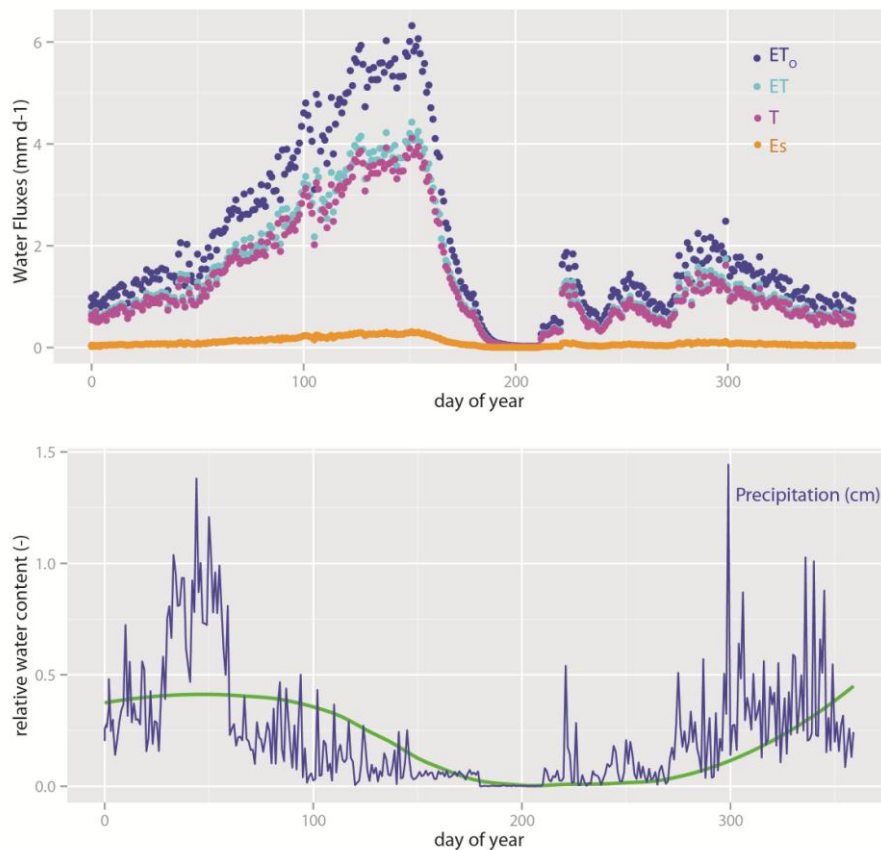 6
4
2
0
Water Fluxes (mm d-1)
ETo
ET
T
Es
0
100
200
300
day of year
1.5
1.0
0.5
0.0
relative water content (-)
Precipitation (cm)
0
100
200
300
day of year